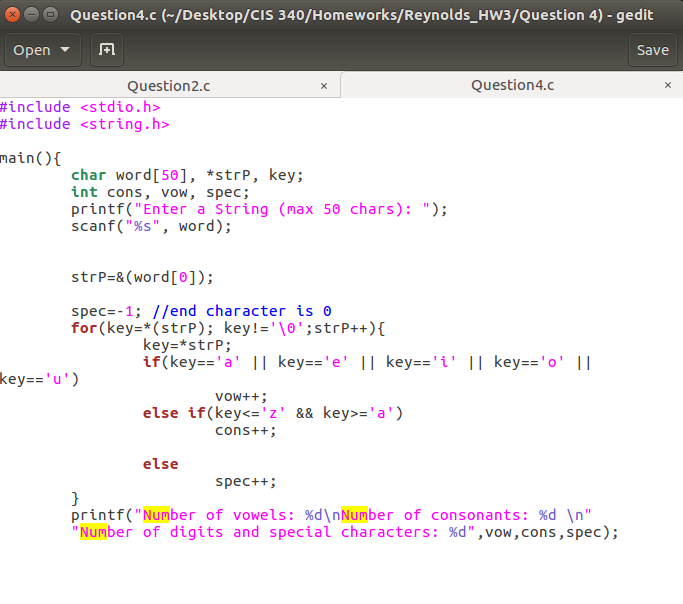 Question4.c (~/Desktop/CIS 340/Homeworks/Reynolds_HW3/Question 4) - gedit
Open Save
Question2.c × Question4.c ×
#include <stdio.h>
#include <string.h>
main(){
char word[50], *strP, key;
int cons, vow, spec;
printf("Enter a String (max 50 chars): ");
scanf("%s", word);
strP=&(word[0]);
spec=-1; //end character is 0
for(key=*(strP); key!='\0';strP++){
key=*strP;
if(key=='a' || key=='e' || key=='i' || key=='o' ||
key=='u')
vow++;
else if(key<='z' && key>='a')
cons++;
else
spec++;
}
printf("Number of vowels: %d\nNumber of consonants: %d \n"
"Number of digits and special characters: %d",vow,cons,spec);